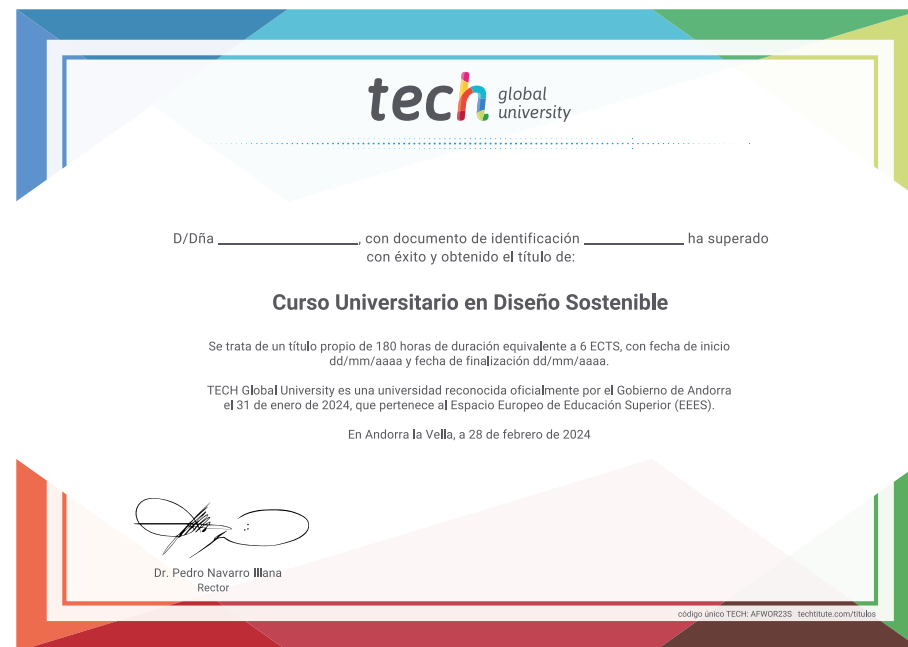 tech global university
D/Dña ____________________, con documento de identificación ______________ ha superado
con éxito y obtenido el título de:
Curso Universitario en Diseño Sostenible
Se trata de un título propio de 180 horas de duración equivalente a 6 ECTS, con fecha de inicio
dd/mm/aaaa y fecha de finalización dd/mm/aaaa.
TECH Global University es una universidad reconocida oficialmente por el Gobierno de Andorra
el 31 de enero de 2024, que pertenece al Espacio Europeo de Educación Superior (EEES).
En Andorra la Vella, a 28 de febrero de 2024
Dr. Pedro Navarro Illana
Rector
código único TECH: AFWOR23S techtitute.com/titulos